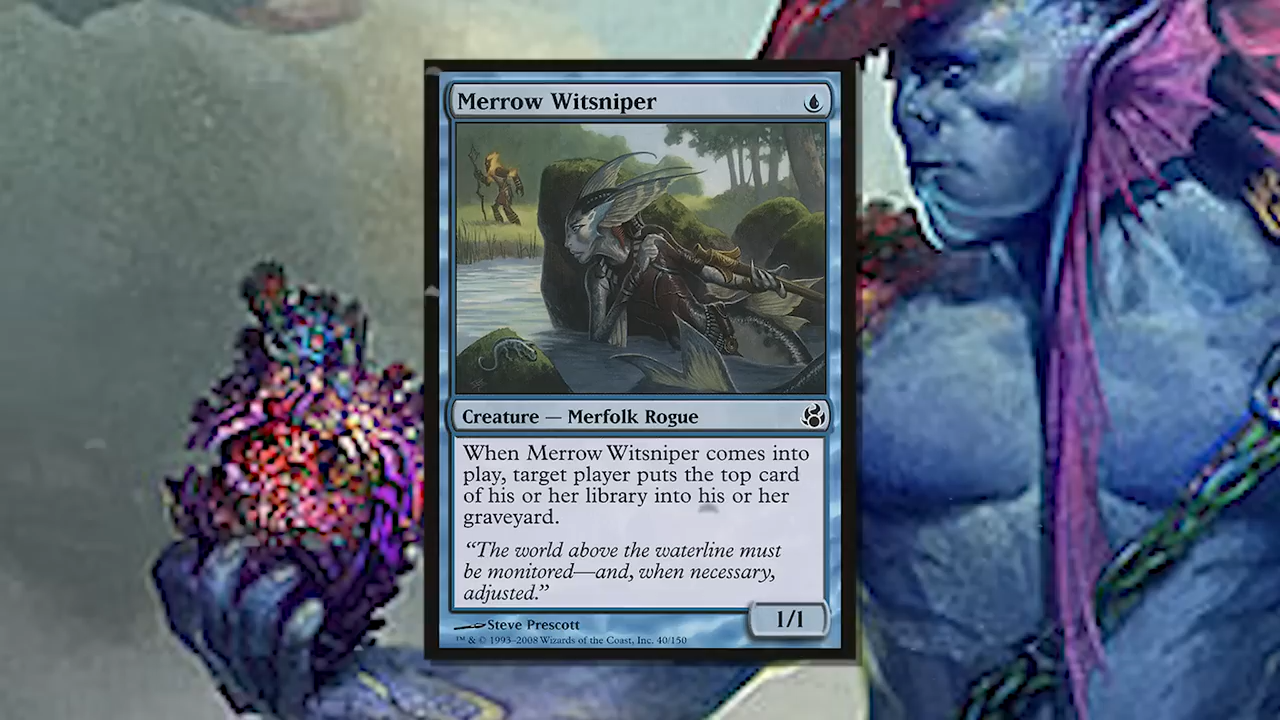 Merrow Witsniper
Creature — Merfolk Rogue
When Merrow Witsniper comes into
play, target player puts the top card
of his or her library into his or her
graveyard.
“The world above the waterline must
be monitored—and, when necessary,
adjusted.”
1/1
Steve Prescott
™ & © 1993–2008 Wizards of the Coast, Inc. 40/150